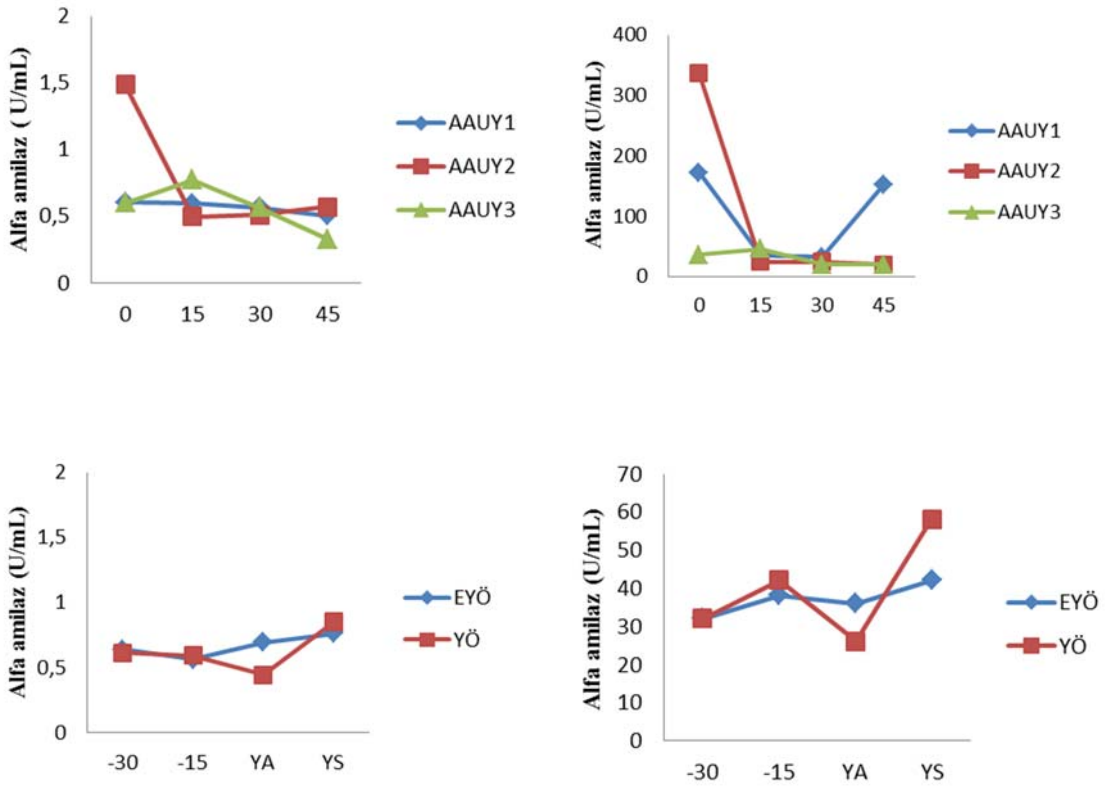 Alfa amilaz ( U/mL)
2
1,5
1
0,5
0
0 15 30 45
AAUY1
AAUY2
AAUY3
Alfa amilaz (U/mL)
400
300
200
100
0
0 15 30 45
AAUY1
AAUY2
AAUY3
Alfa amilaz (U/mL)
2
1,5
1
0,5
0
-30 -15 YA YS
EYÖ
YÖ
Alfa amilaz (U/mL)
70
60
50
40
30
20
10
0
-30 -15 YA YS
EYÖ
YÖ